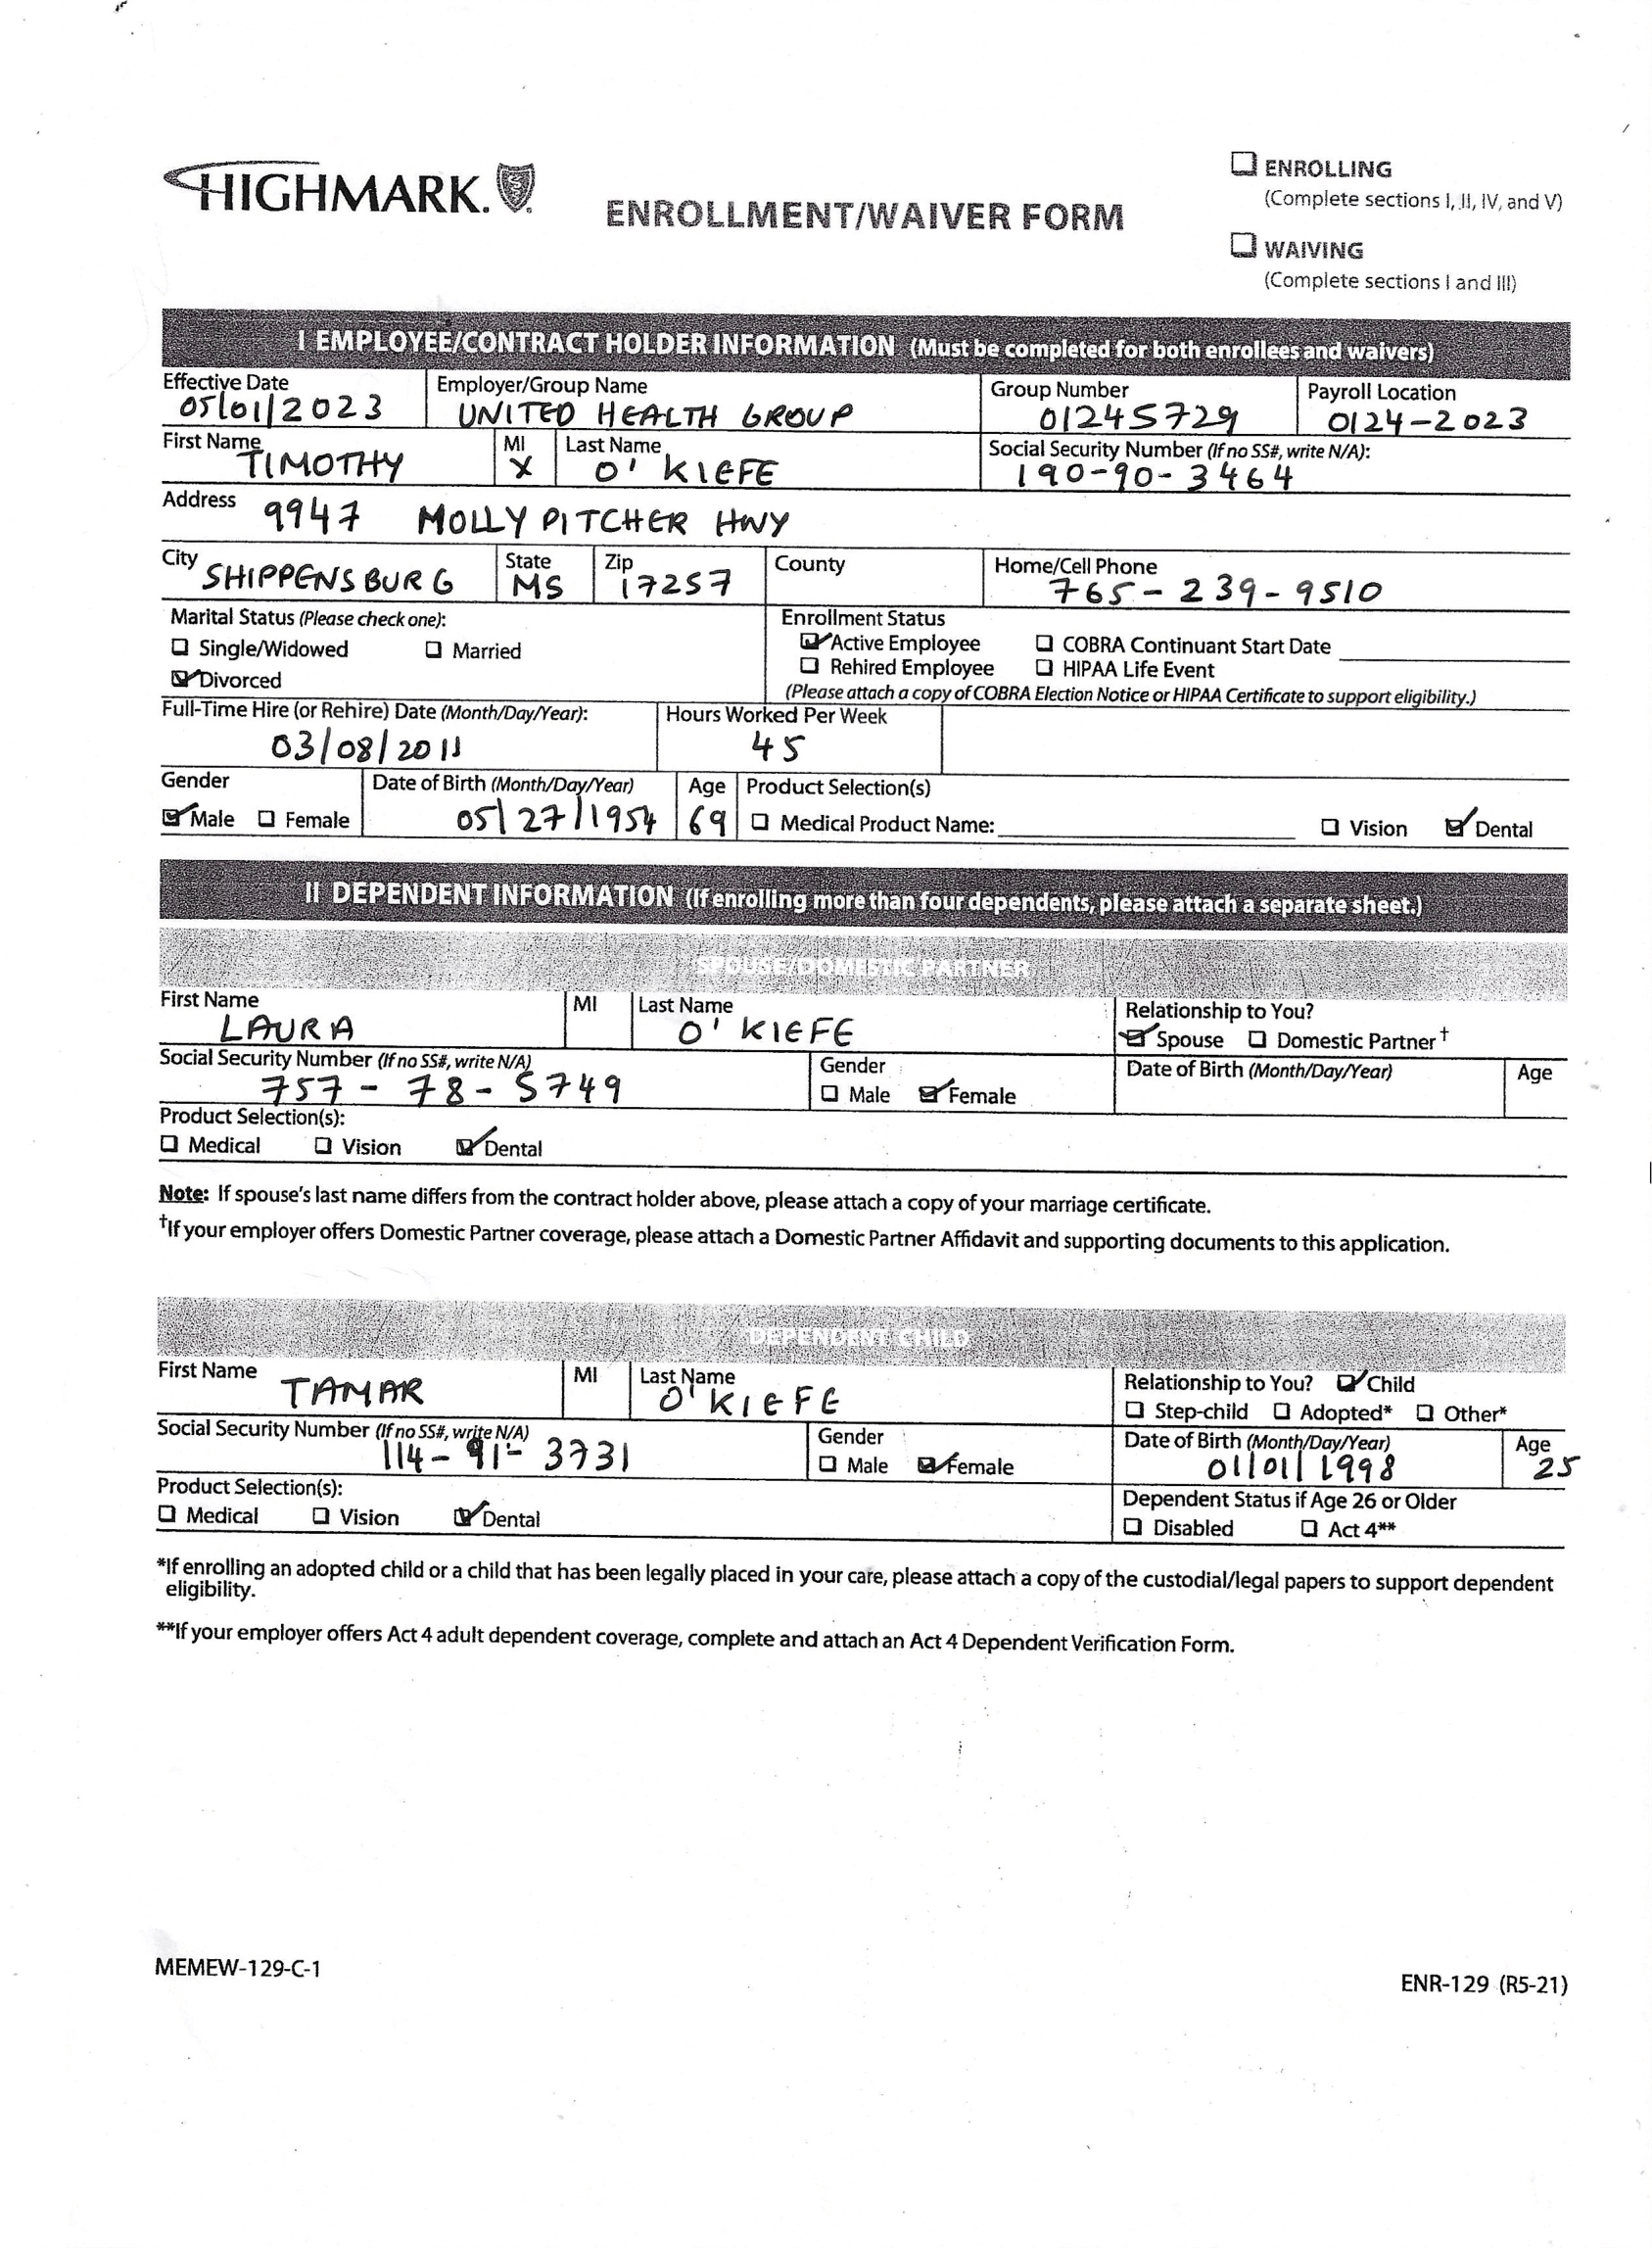 HIGHMARK.
ENROLLMENT/WAIVER FORM
❑ ENROLLING
(Complete sections I, II, IV, and V)
❑ WAIVING
(Complete sections I and III)
I EMPLOYEE/CONTRACT HOLDER INFORMATION (Must be completed for both enrollees and waivers)
Effective Date Employer/Group Name Group Number Payroll Location
05/01/2023 UNITED HEALTH GROUP 01245729 0124-2023
First Name MI Last Name Social Security Number (If no SS#, write N/A):
TIMOTHY X O' KIEFE 190-90-3464
Address 9947 MOLLY PITCHER HWY
City State Zip County Home/Cell Phone
SHIPPENSBURG MS 17257 765-239-9510
Marital Status (Please check one): Enrollment Status
❑ Single/Widowed ❑ Married ☑ Active Employee ❑ COBRA Continuant Start Date
☑ Divorced ❑ Rehired Employee ❑ HIPAA Life Event
(Please attach a copy of COBRA Election Notice or HIPAA Certificate to support eligibility.)
Full-Time Hire (or Rehire) Date (Month/Day/Year): Hours Worked Per Week
03/08/2011 45
Gender Date of Birth (Month/Day/Year) Age Product Selection(s)
☑ Male ❑ Female 05/27/1954 69 ❑ Medical Product Name: ❑ Vision ☑ Dental
II DEPENDENT INFORMATION (If enrolling more than four dependents, please attach a separate sheet.)
SPOUSE/DOMESTIC PARTNER
First Name MI Last Name Relationship to You?
LAURA O' KIEFE ☑ Spouse ❑ Domestic Partner†
Social Security Number (If no SS#, write N/A) Gender Date of Birth (Month/Day/Year) Age
757-78-5749 ❑ Male ☑ Female
Product Selection(s):
❑ Medical ❑ Vision ☑ Dental
Note: If spouse's last name differs from the contract holder above, please attach a copy of your marriage certificate.
†If your employer offers Domestic Partner coverage, please attach a Domestic Partner Affidavit and supporting documents to this application.
DEPENDENT CHILD
First Name MI Last Name Relationship to You? ☑ Child
TAMAR O'KIEFE ❑ Step-child ❑ Adopted* ❑ Other*
Social Security Number (If no SS#, write N/A) Gender Date of Birth (Month/Day/Year) Age
114-91-3731 ❑ Male ☑ Female 01/01/1998 25
Product Selection(s): Dependent Status if Age 26 or Older
❑ Medical ❑ Vision ☑ Dental ❑ Disabled ❑ Act 4**
*If enrolling an adopted child or a child that has been legally placed in your care, please attach a copy of the custodial/legal papers to support dependent
eligibility.
**If your employer offers Act 4 adult dependent coverage, complete and attach an Act 4 Dependent Verification Form.
MEMEW-129-C-1
ENR-129 (R5-21)